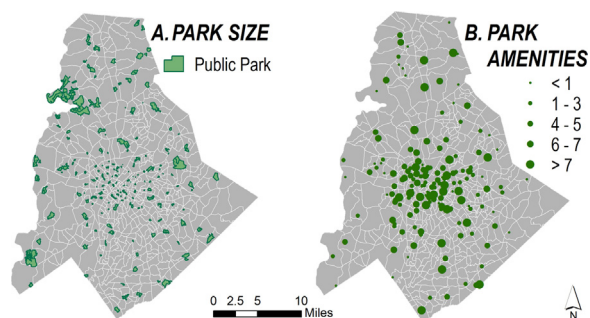 A. PARK SIZE
Public Park
B. PARK
AMENITIES
< 1
1 - 3
4 - 5
6 - 7
> 7
0 2.5 5 10
Miles
N